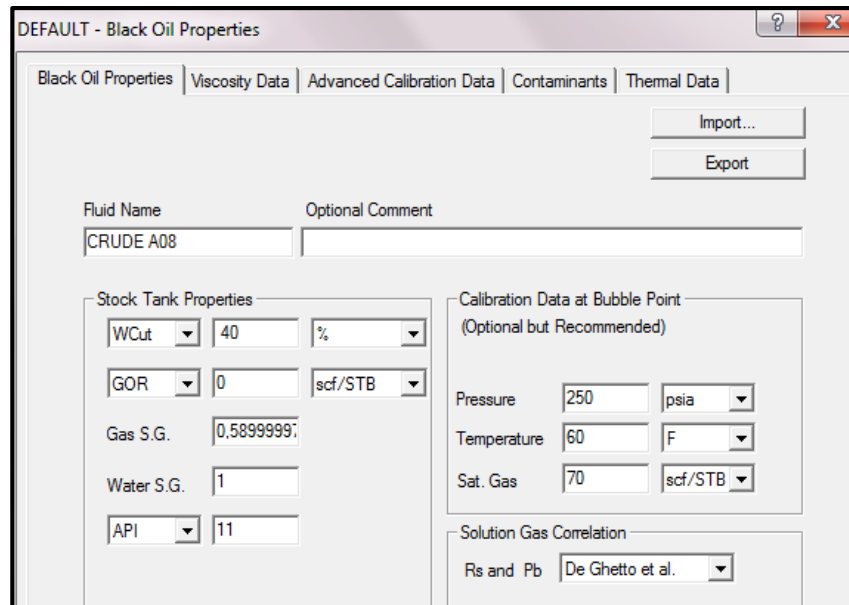 DEFAULT - Black Oil Properties
? X
Black Oil Properties Viscosity Data Advanced Calibration Data Contaminants Thermal Data
Import...
Export
Fluid Name Optional Comment
CRUDE A08
Stock Tank Properties
WCut 40 %
GOR 0 scf/STB
Gas S.G. 0,58999997
Water S.G. 1
API 11
Calibration Data at Bubble Point
(Optional but Recommended)
Pressure 250 psia
Temperature 60 F
Sat. Gas 70 scf/STB
Solution Gas Correlation
Rs and Pb De Ghetto et al.